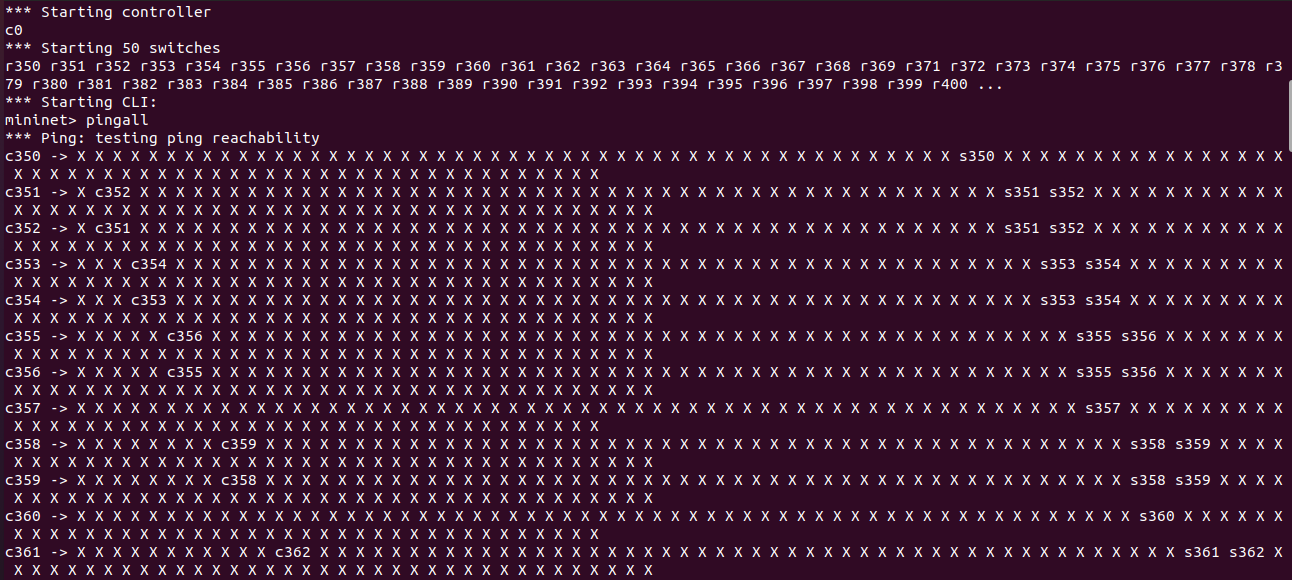 *** Starting controller
c0
*** Starting 50 switches
r350 r351 r352 r353 r354 r355 r356 r357 r358 r359 r360 r361 r362 r363 r364 r365 r366 r367 r368 r369 r371 r372 r373 r374 r375 r376 r377 r378 r3
79 r380 r381 r382 r383 r384 r385 r386 r387 r388 r389 r390 r391 r392 r393 r394 r395 r396 r397 r398 r399 r400 ...
*** Starting CLI:
mininet> pingall
*** Ping: testing ping reachability
c350 -> X X X X X X X X X X X X X X X X X X X X X X X X X X X X X X X X X X X X X X X X X X X X X X X X X s350 X X X X X X X X X X X X X X X X
X X X X X X X X X X X X X X X X X X X X X X X X X X X X X X X X X
c351 -> X c352 X X X X X X X X X X X X X X X X X X X X X X X X X X X X X X X X X X X X X X X X X X X X X X X X s351 s352 X X X X X X X X X X X
X X X X X X X X X X X X X X X X X X X X X X X X X X X X X X X X X X X X
c352 -> X c351 X X X X X X X X X X X X X X X X X X X X X X X X X X X X X X X X X X X X X X X X X X X X X X X X s351 s352 X X X X X X X X X X X
X X X X X X X X X X X X X X X X X X X X X X X X X X X X X X X X X X X X
c353 -> X X X c354 X X X X X X X X X X X X X X X X X X X X X X X X X X X X X X X X X X X X X X X X X X X X X X X X s353 s354 X X X X X X X X X
X X X X X X X X X X X X X X X X X X X X X X X X X X X X X X X X X X X X
c354 -> X X X c353 X X X X X X X X X X X X X X X X X X X X X X X X X X X X X X X X X X X X X X X X X X X X X X X X s353 s354 X X X X X X X X X
X X X X X X X X X X X X X X X X X X X X X X X X X X X X X X X X X X X X
c355 -> X X X X X c356 X X X X X X X X X X X X X X X X X X X X X X X X X X X X X X X X X X X X X X X X X X X X X X X X s355 s356 X X X X X X X
X X X X X X X X X X X X X X X X X X X X X X X X X X X X X X X X X X X X
c356 -> X X X X X c355 X X X X X X X X X X X X X X X X X X X X X X X X X X X X X X X X X X X X X X X X X X X X X X X X s355 s356 X X X X X X X
X X X X X X X X X X X X X X X X X X X X X X X X X X X X X X X X X X X X
c357 -> X X X X X X X X X X X X X X X X X X X X X X X X X X X X X X X X X X X X X X X X X X X X X X X X X X X X X X X X s357 X X X X X X X X X
X X X X X X X X X X X X X X X X X X X X X X X X X X X X X X X X X
c358 -> X X X X X X X X c359 X X X X X X X X X X X X X X X X X X X X X X X X X X X X X X X X X X X X X X X X X X X X X X X X s358 s359 X X X X
X X X X X X X X X X X X X X X X X X X X X X X X X X X X X X X X X X X X
c359 -> X X X X X X X X c358 X X X X X X X X X X X X X X X X X X X X X X X X X X X X X X X X X X X X X X X X X X X X X X X X s358 s359 X X X X
X X X X X X X X X X X X X X X X X X X X X X X X X X X X X X X X X X X X
c360 -> X X X X X X X X X X X X X X X X X X X X X X X X X X X X X X X X X X X X X X X X X X X X X X X X X X X X X X X X X X X s360 X X X X X X
X X X X X X X X X X X X X X X X X X X X X X X X X X X X X X X X X
c361 -> X X X X X X X X X X X c362 X X X X X X X X X X X X X X X X X X X X X X X X X X X X X X X X X X X X X X X X X X X X X X X X s361 s362 X
X X X X X X X X X X X X X X X X X X X X X X X X X X X X X X X X X X X X